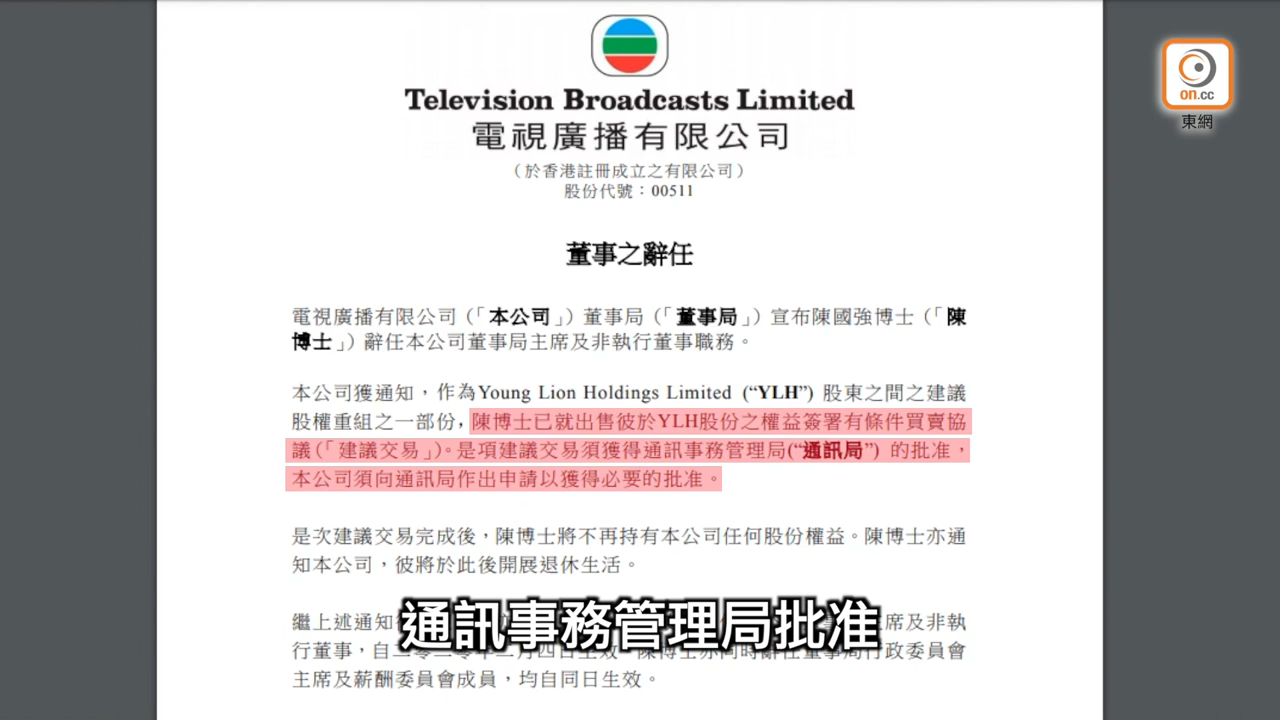 Television Broadcasts Limited
電視廣播有限公司
（於香港註冊成立之有限公司）
股份代號：00511
on.cc
東網
董事之辭任
電視廣播有限公司（「本公司」）董事局（「董事局」）宣布陳國強博士（「陳
博士」）辭任本公司董事局主席及非執行董事職務。
本公司獲通知，作為Young Lion Holdings Limited (“YLH”) 股東之間之建議
股權重組之一部份，陳博士已就出售彼於YLH股份之權益簽署有條件買賣協
議（「建議交易」）。是項建議交易須獲得通訊事務管理局(“通訊局”) 的批准，
本公司須向通訊局作出申請以獲得必要的批准。
是次建議交易完成後，陳博士將不再持有本公司任何股份權益。陳博士亦通
知本公司，彼將於此後開展退休生活。
繼上述通知 席及非執
通訊事務管理局批准
行董事，自二零二零年二月四日生效。陳博士亦同時辭任董事局行政委員會
主席及薪酬委員會成員，均自同日生效。